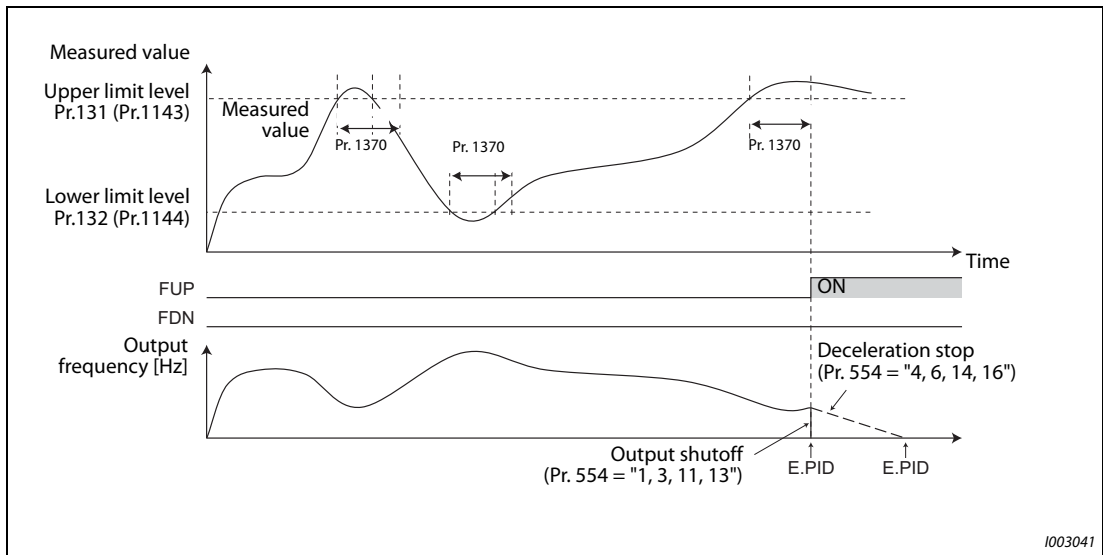 Measured value
Upper limit level
Pr.131 (Pr.1143)
Measured
value
Pr. 1370
Pr. 1370
Pr. 1370
Lower limit level
Pr.132 (Pr.1144)
Time
FUP
ON
FDN
Output
frequency [Hz]
Deceleration stop
(Pr. 554 = "4, 6, 14, 16")
Output shutoff
(Pr. 554 = "1, 3, 11, 13")
E.PID
E.PID
I003041